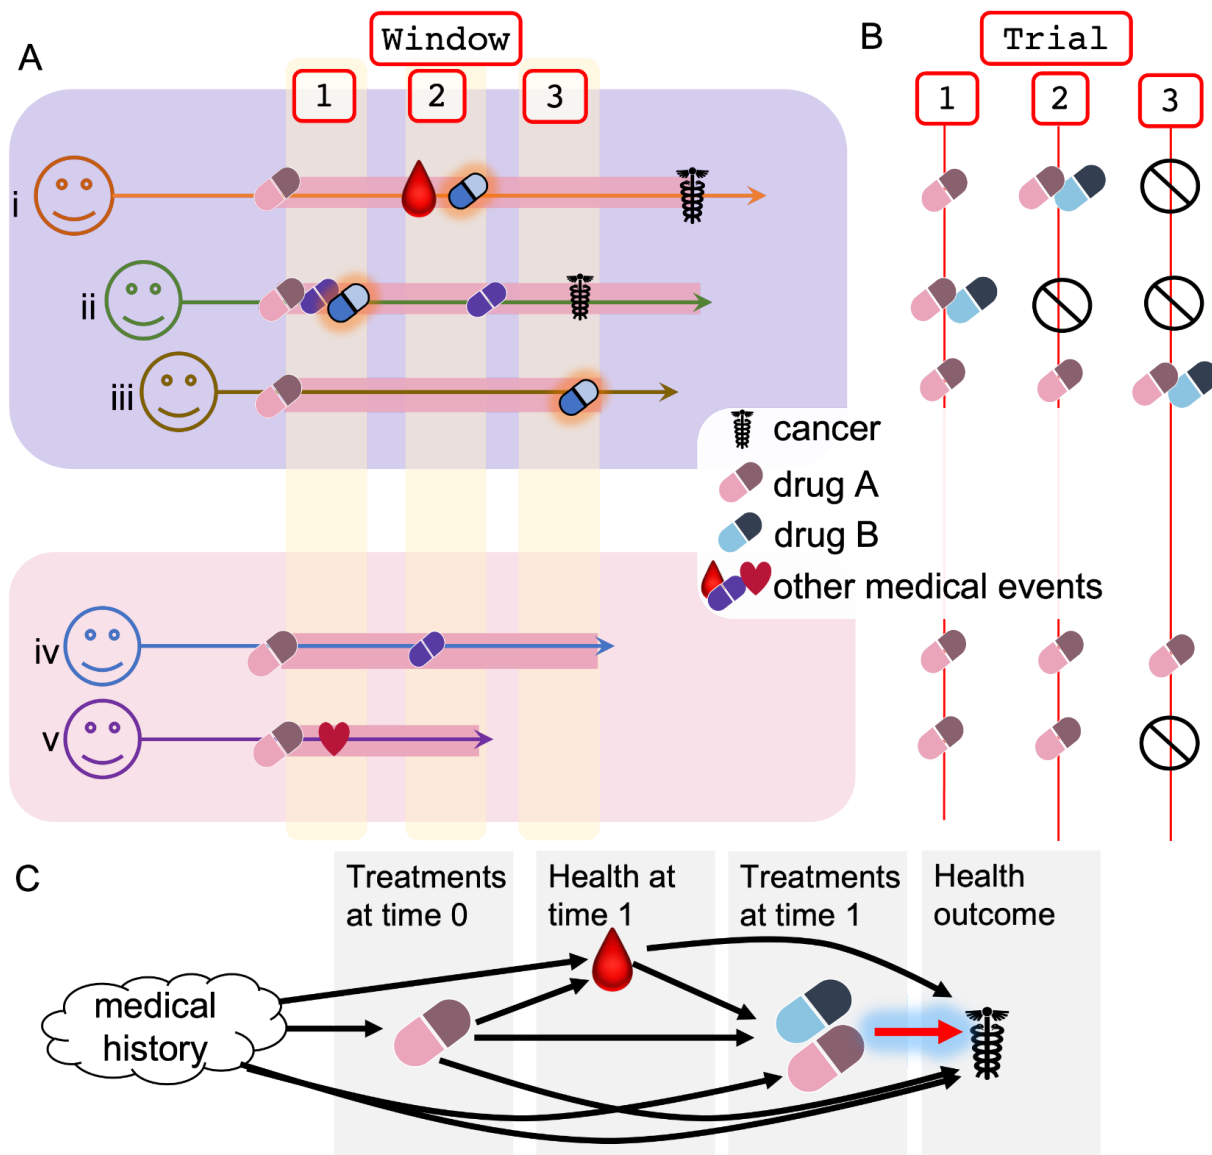 A
Window
1
2
3
i
ii
iii
iv
v
B
Trial
1
2
3
cancer
drug A
drug B
other medical events
C
Treatments
at time 0
Health at
time 1
Treatments
at time 1
Health
outcome
medical
history